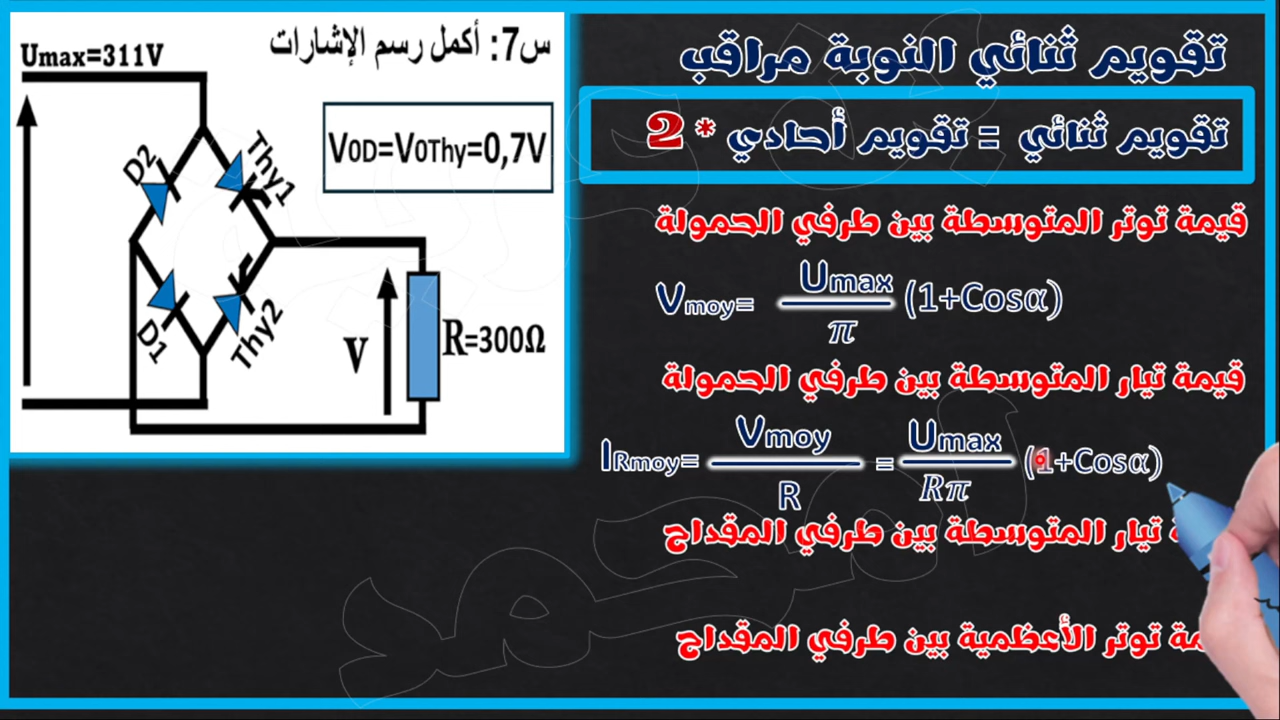 تقويم ثنائي النوبة مراقب
تقويم ثنائي = تقويم أحادي * 2
س7: أكمل رسم الإشارات
Umax=311V
V0D=V0Thy=0,7V
D2
Thy1
D1
Thy2
V
R=300Ω
قيمة توتر المتوسطة بين طرفي الحمولة
Vmoy= Umax/π (1+Cosα)
قيمة تيار المتوسطة بين طرفي الحمولة
IRmoy= Vmoy/R = Umax/Rπ (1+Cosα)
تيار المتوسطة بين طرفي المقداح
توتر الأعظمية بين طرفي المقداح